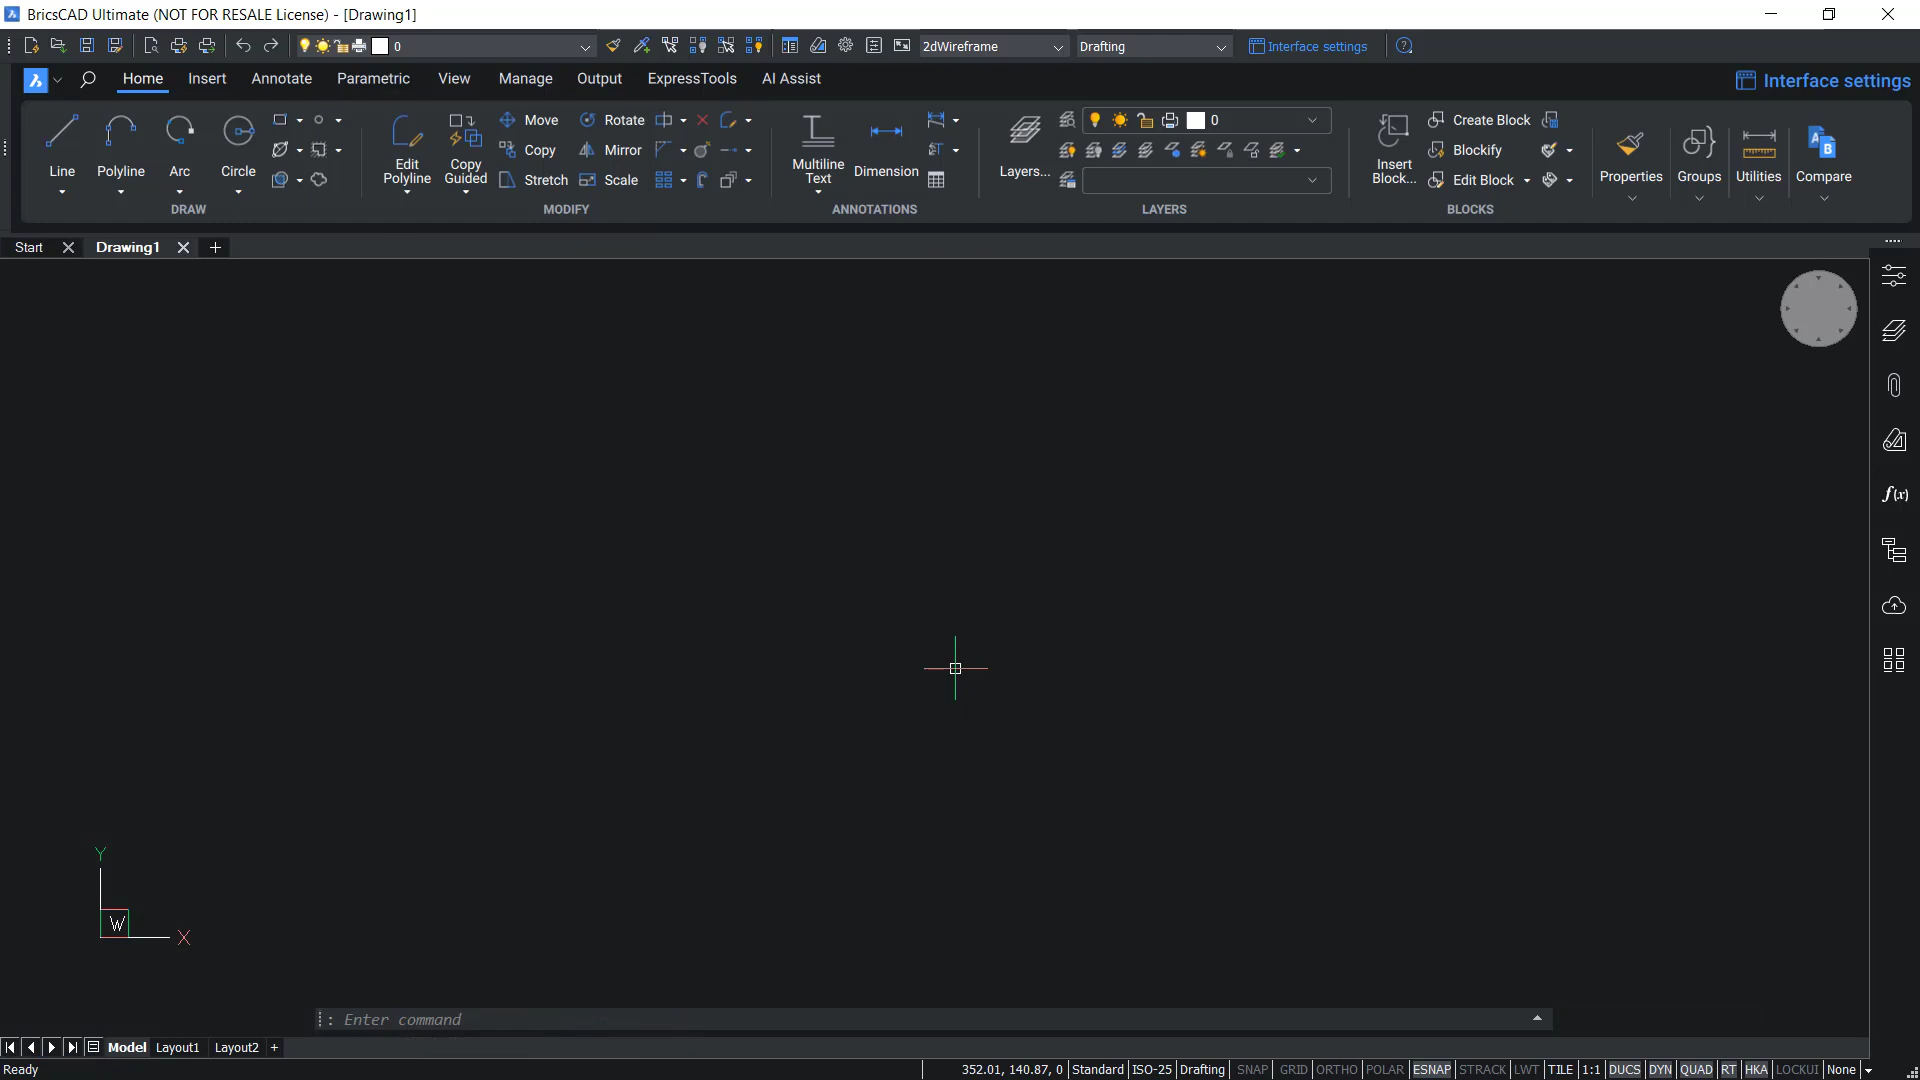 BricsCAD Ultimate (NOT FOR RESALE License) - [Drawing1]
0 2dWireframe Drafting Interface settings
Home Insert Annotate Parametric View Manage Output ExpressTools AI Assist Interface settings
Line Polyline Arc Circle
DRAW
Edit Polyline
Copy Guided
Move Rotate
Copy Mirror
Stretch Scale
MODIFY
Multiline Text
Dimension
ANNOTATIONS
Layers...
0
LAYERS
Insert Block...
Create Block
Blockify
Edit Block
BLOCKS
Properties Groups Utilities Compare
A B
Start Drawing1
f(x)
Y
W
X
: Enter command
Model Layout1 Layout2
Ready 352.01, 140.87, 0 Standard ISO-25 Drafting SNAP GRID ORTHO POLAR ESNAP STRACK LWT TILE 1:1 DUCS DYN QUAD RT HKA LOCKUI None